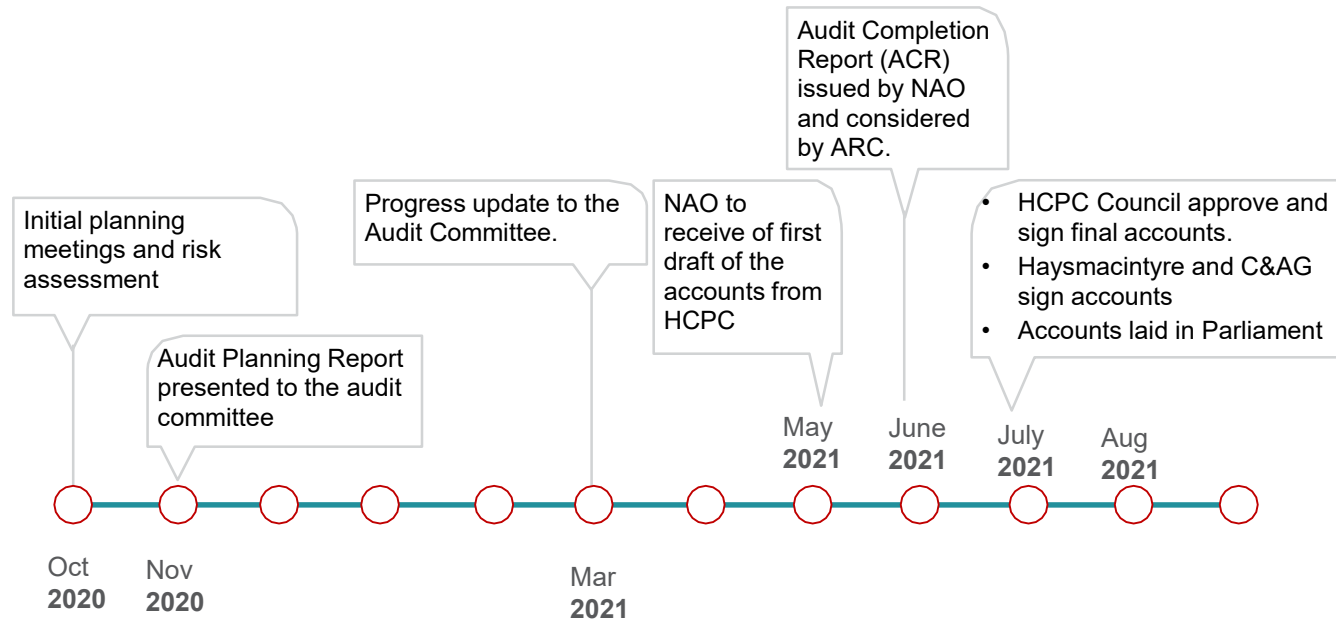 Initial planning
meetings and risk
assessment
Audit Planning Report
presented to the audit
committee
Progress update to the
Audit Committee.
NAO to
receive of first
draft of the
accounts from
HCPC
Audit Completion
Report (ACR)
issued by NAO
and considered
by ARC.
• HCPC Council approve and
sign final accounts.
• Haysmacintyre and C&AG
sign accounts
• Accounts laid in Parliament
Oct
2020
Nov
2020
Mar
2021
May
2021
June
2021
July
2021
Aug
2021